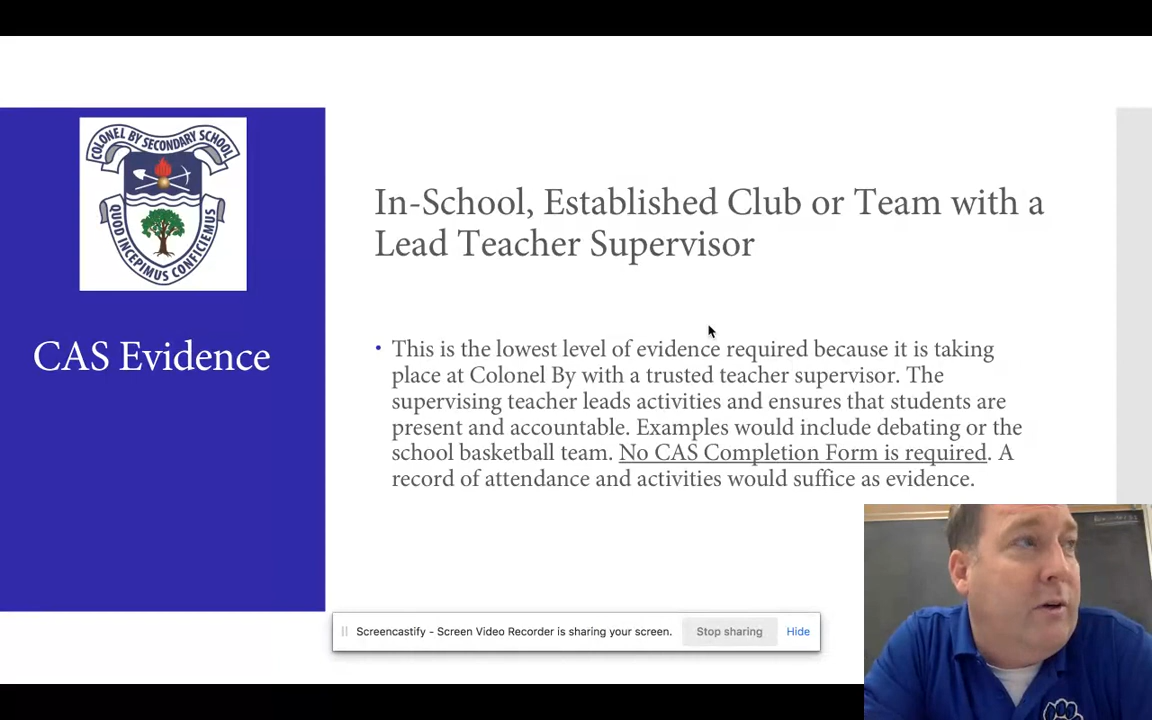 COLONEL BY SECONDARY SCHOOL
QUOD INCEPIMUS CONFICIEMUS
CAS Evidence
In-School, Established Club or Team with a
Lead Teacher Supervisor
• This is the lowest level of evidence required because it is taking
place at Colonel By with a trusted teacher supervisor. The
supervising teacher leads activities and ensures that students are
present and accountable. Examples would include debating or the
school basketball team. No CAS Completion Form is required. A
record of attendance and activities would suffice as evidence.
Screencastify - Screen Video Recorder is sharing your screen.
Stop sharing
Hide